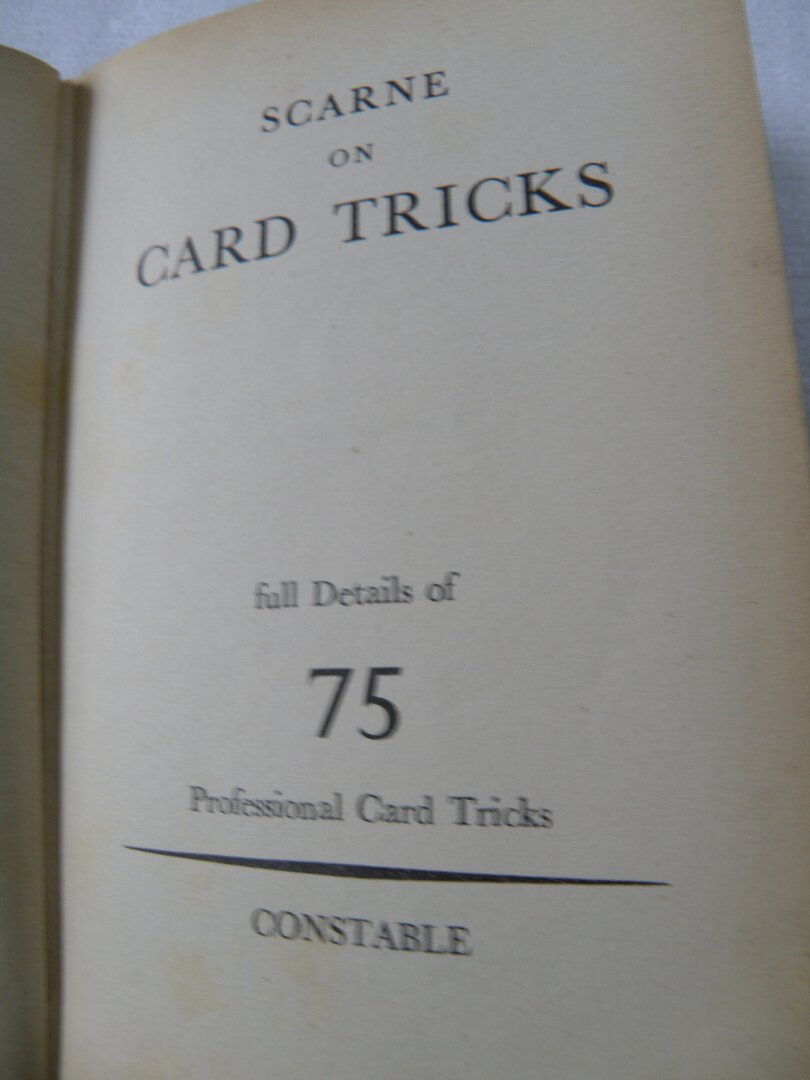 SCARNE
ON
CARD TRICKS
full Details of
75
Professional Card Tricks
CONSTABLE